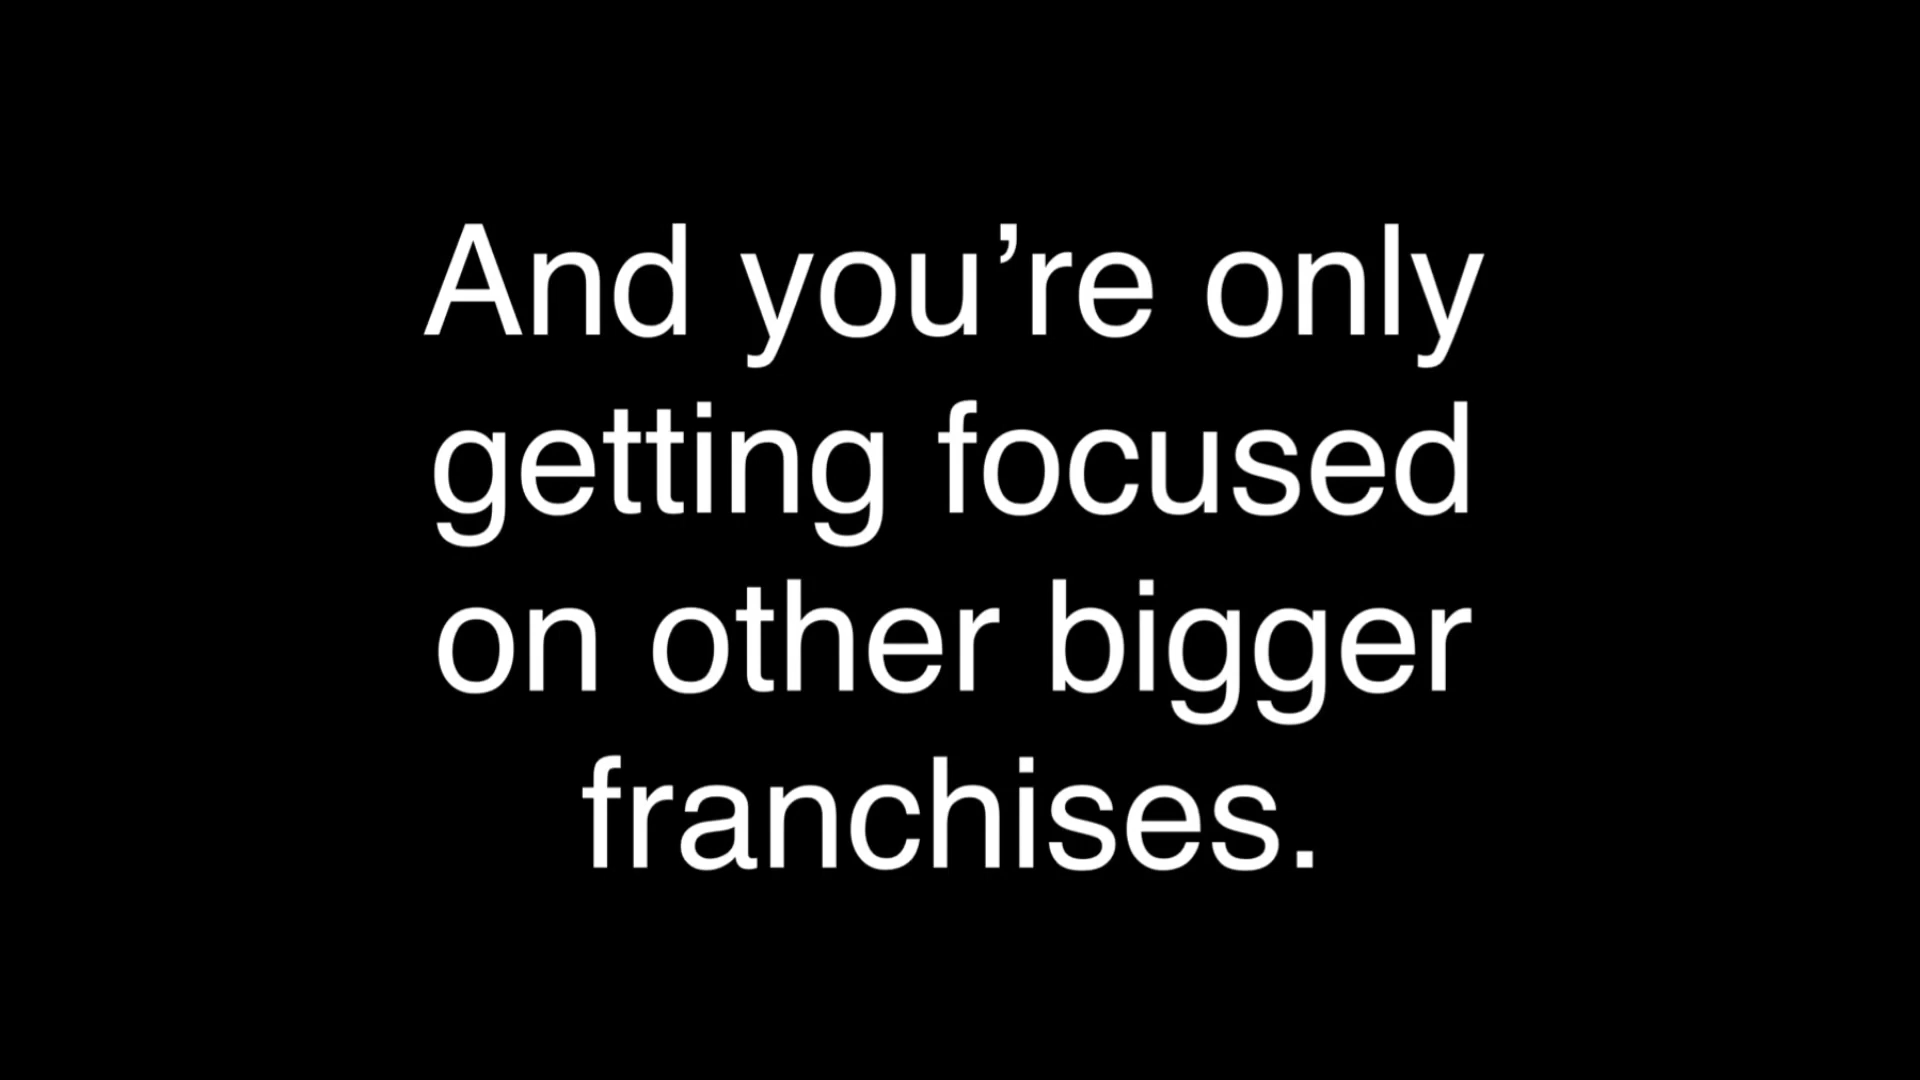 And you’re only
getting focused
on other bigger
franchises.